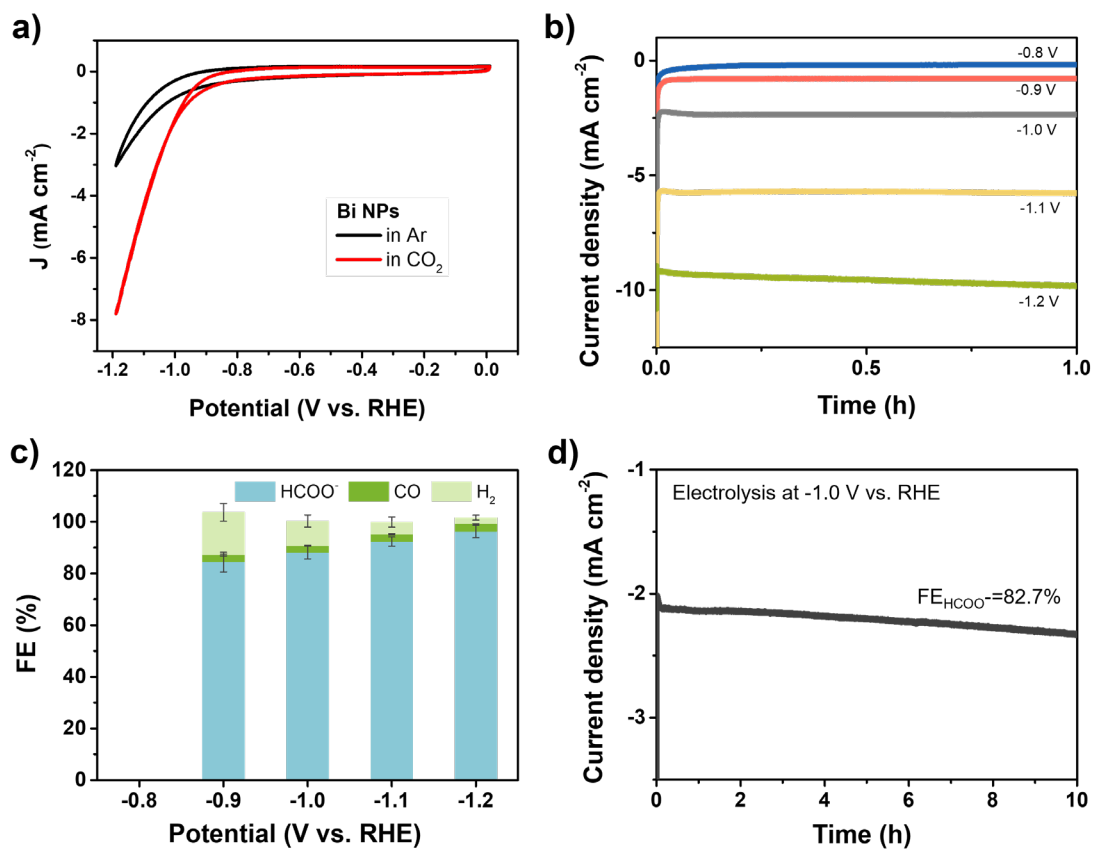 a)
0
-2
-4
-6
-8
J (mA cm⁻²)
Bi NPs
in Ar
in CO₂
-1.2 -1.0 -0.8 -0.6 -0.4 -0.2 0.0
Potential (V vs. RHE)
b)
0
-5
-10
Current density (mA cm⁻²)
-0.8 V
-0.9 V
-1.0 V
-1.1 V
-1.2 V
0.0 0.5 1.0
Time (h)
c)
120
100
80
60
40
20
0
FE (%)
HCOO⁻ CO H₂
-0.8 -0.9 -1.0 -1.1 -1.2
Potential (V vs. RHE)
d)
-1
-2
-3
Current density (mA cm⁻²)
Electrolysis at -1.0 V vs. RHE
FE_HCOO-=82.7%
0 2 4 6 8 10
Time (h)